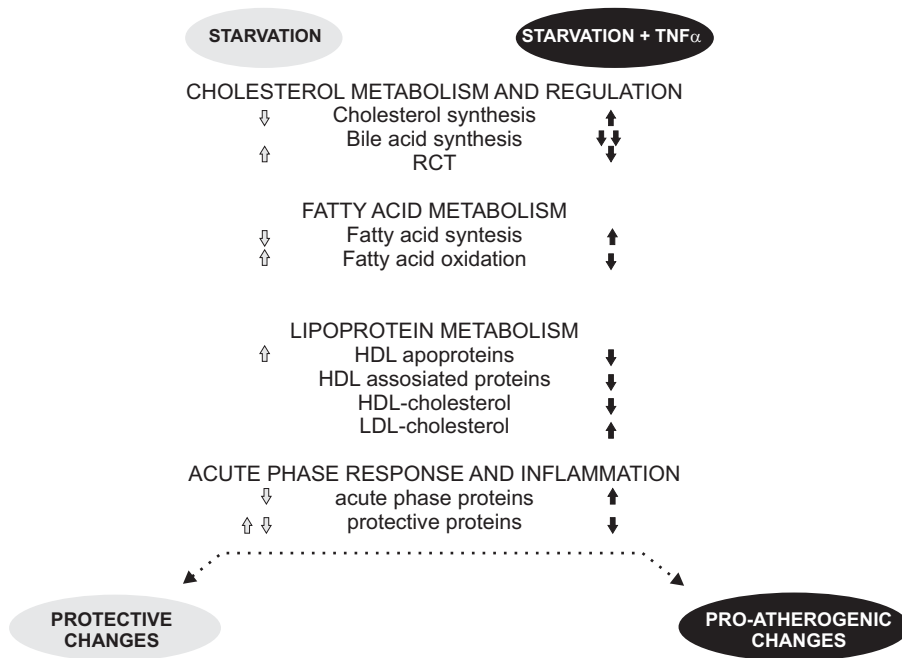 STARVATION
STARVATION + TNFα
CHOLESTEROL METABOLISM AND REGULATION
Cholesterol synthesis
Bile acid synthesis
RCT
FATTY ACID METABOLISM
Fatty acid syntesis
Fatty acid oxidation
LIPOPROTEIN METABOLISM
HDL apoproteins
HDL assosiated proteins
HDL-cholesterol
LDL-cholesterol
ACUTE PHASE RESPONSE AND INFLAMMATION
acute phase proteins
protective proteins
PROTECTIVE
CHANGES
PRO-ATHEROGENIC
CHANGES